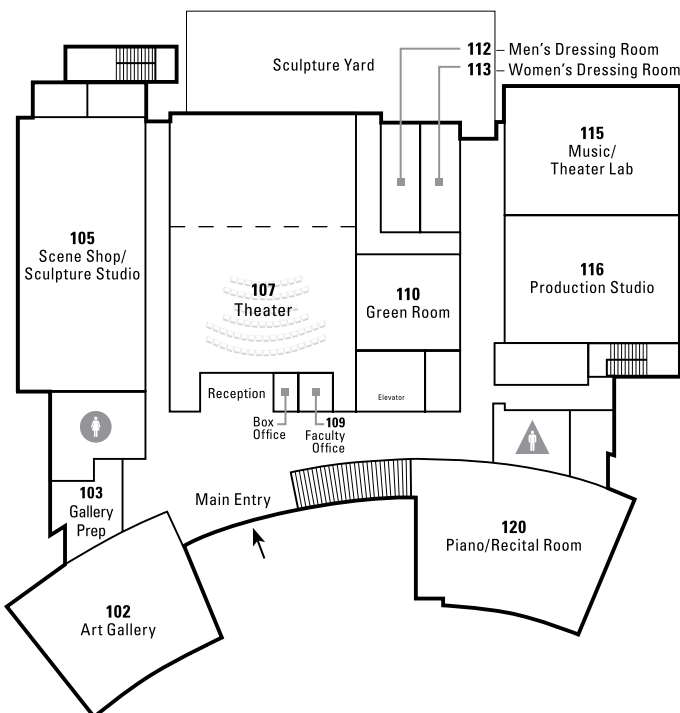 Sculpture Yard
112 – Men's Dressing Room
113 – Women's Dressing Room
115
Music/
Theater Lab
105
Scene Shop/
Sculpture Studio
107
Theater
110
Green Room
116
Production Studio
Reception
Elevator
Box
Office
109
Faculty
Office
103
Gallery
Prep
Main Entry
120
Piano/Recital Room
102
Art Gallery